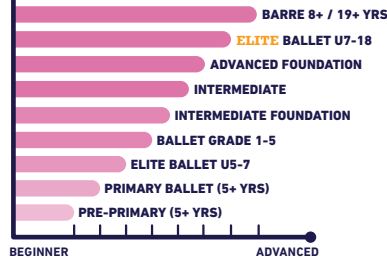 BARRE 8+ / 19+ YRS
ELITE BALLET U7-18
ADVANCED FOUNDATION
INTERMEDIATE
INTERMEDIATE FOUNDATION
BALLET GRADE 1-5
ELITE BALLET U5-7
PRIMARY BALLET (5+ YRS)
PRE-PRIMARY (5+ YRS)
BEGINNER ADVANCED